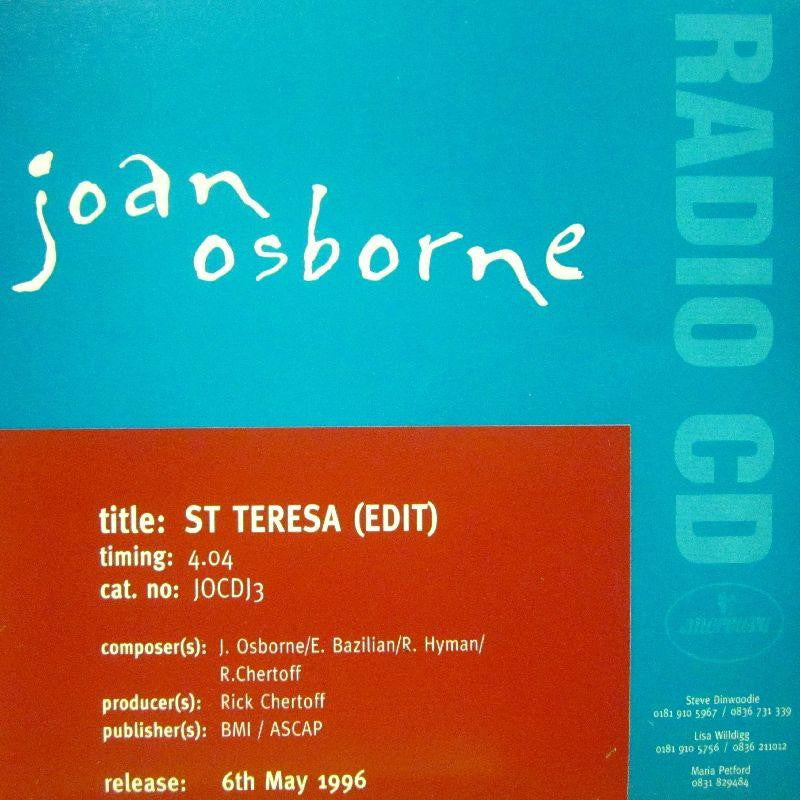 joan
osborne
RADIO CD
title: ST TERESA (EDIT)
timing: 4.04
cat. no: JOCDJ3
composer(s): J. Osborne/E. Bazilian/R. Hyman/
R.Chertoff
producer(s): Rick Chertoff
publisher(s): BMI / ASCAP
release: 6th May 1996
mercury
Steve Dinwoodie
0181 910 5967 / 0836 731 339
Lisa Wildigg
0181 910 5756 / 0836 211012
Maria Petford
0831 829484